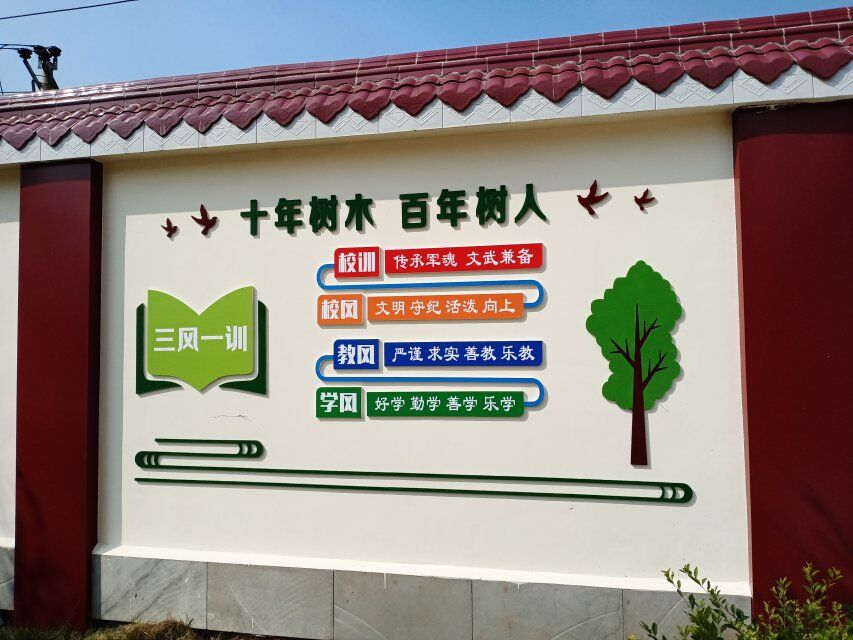 十年树木 百年树人
三风一训
校训 传承军魂 文武兼备
校风 文明 守纪 活泼 向上
教风 严谨 求实 善教 乐教
学风 好学 勤学 善学 乐学